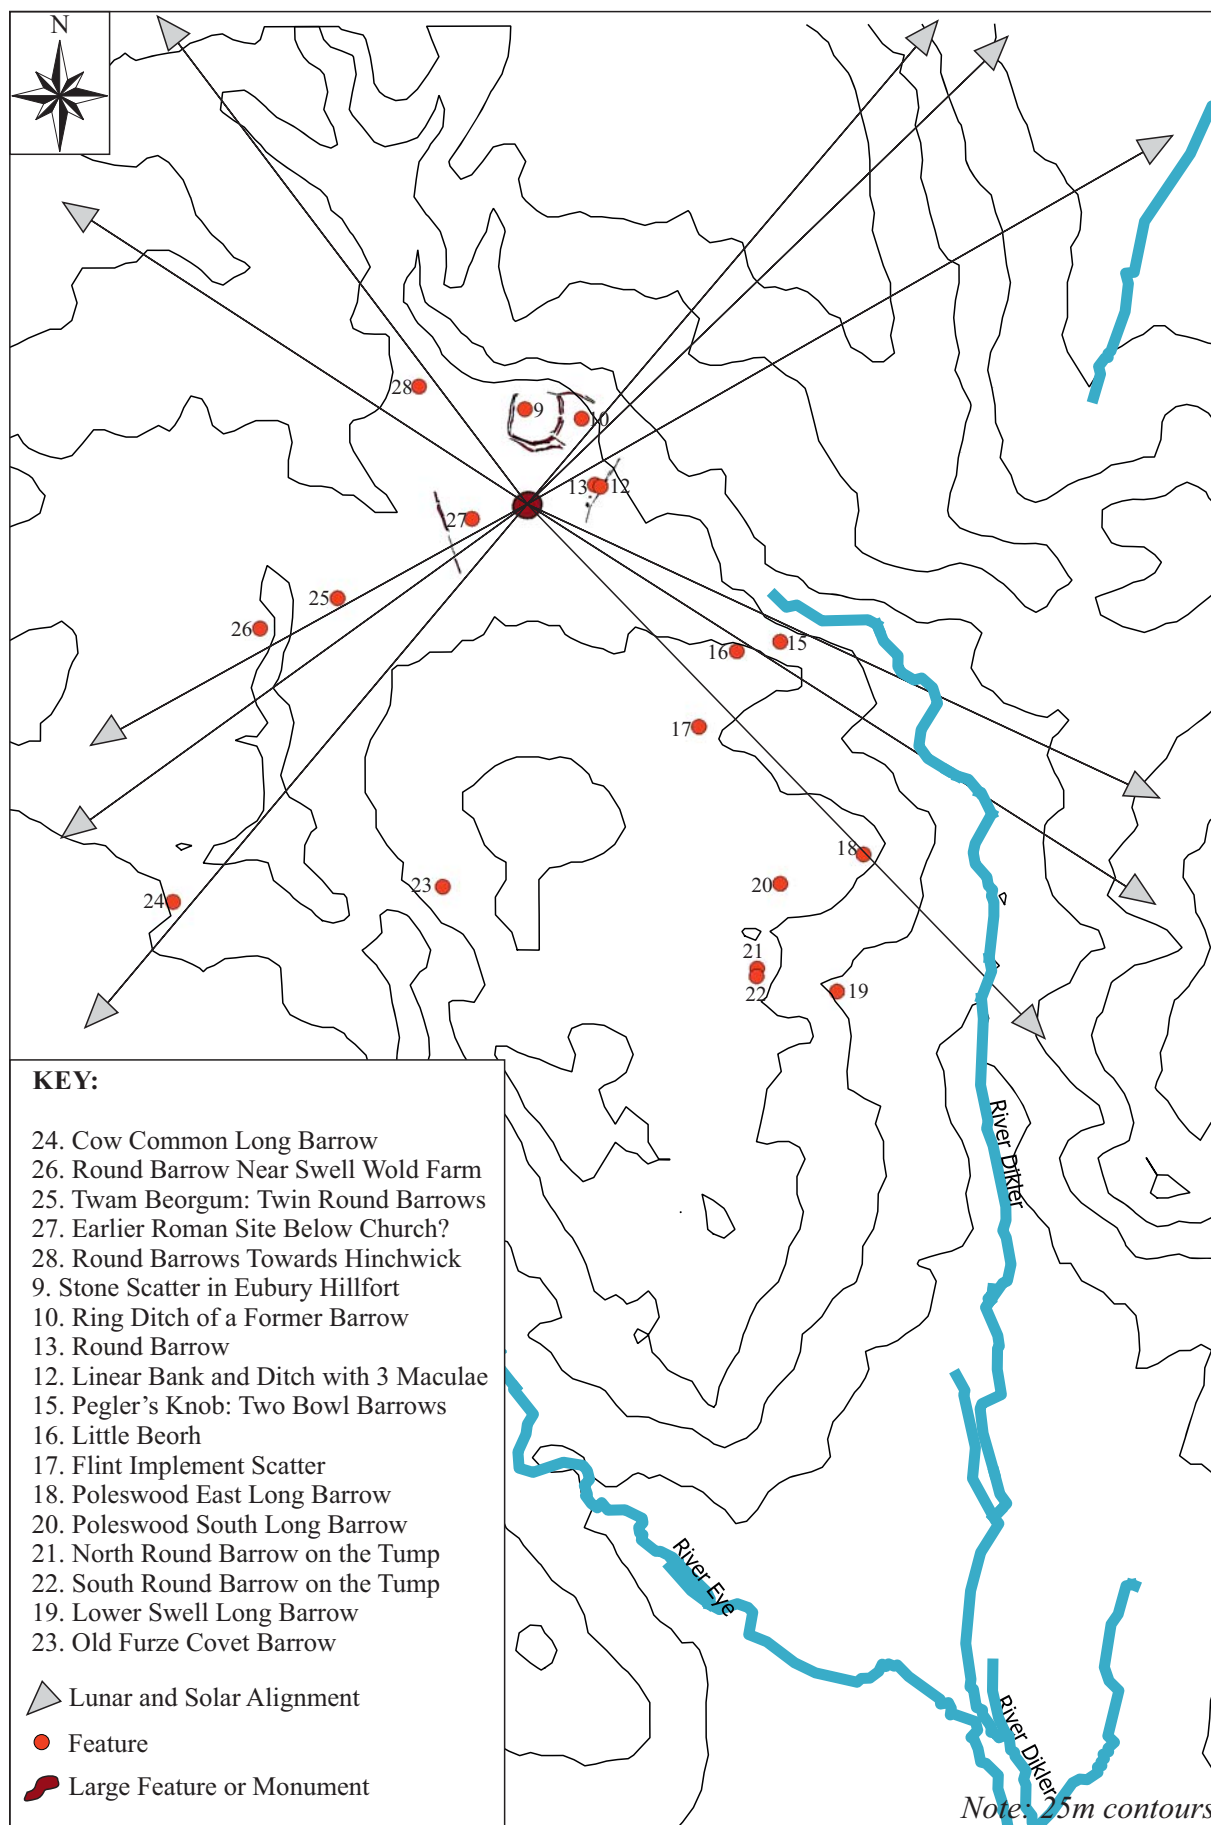 N
28
9
10
13
12
27
25
26
15
16
17
18
20
23
24
21
22
19
River Dikler
River Eye
River Dikler
KEY:
24. Cow Common Long Barrow
26. Round Barrow Near Swell Wold Farm
25. Twam Beorgum: Twin Round Barrows
27. Earlier Roman Site Below Church?
28. Round Barrows Towards Hinchwick
9. Stone Scatter in Eubury Hillfort
10. Ring Ditch of a Former Barrow
13. Round Barrow
12. Linear Bank and Ditch with 3 Maculae
15. Pegler’s Knob: Two Bowl Barrows
16. Little Beorh
17. Flint Implement Scatter
18. Poleswood East Long Barrow
20. Poleswood South Long Barrow
21. North Round Barrow on the Tump
22. South Round Barrow on the Tump
19. Lower Swell Long Barrow
23. Old Furze Covet Barrow
Lunar and Solar Alignment
Feature
Large Feature or Monument
Note: 25m contours